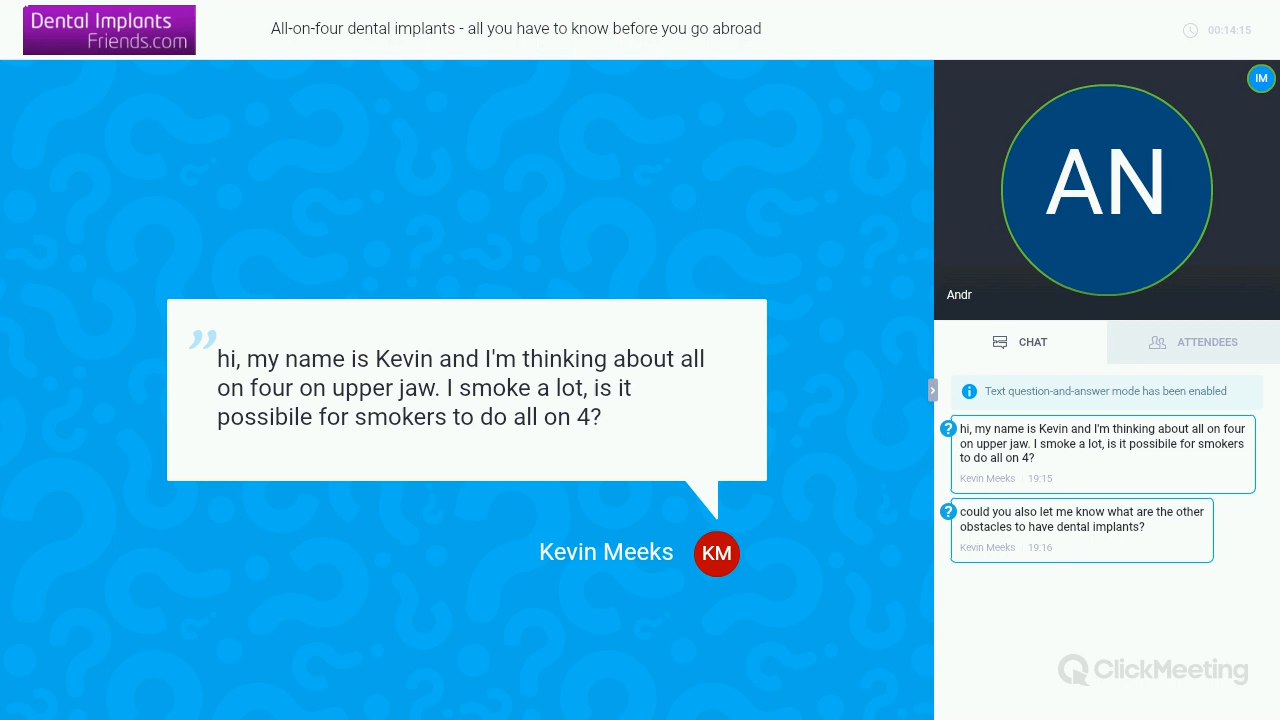 Dental Implants
Friends.com
All-on-four dental implants - all you have to know before you go abroad
00:14:15
IM
AN
Andr
hi, my name is Kevin and I'm thinking about all
on four on upper jaw. I smoke a lot, is it
possibile for smokers to do all on 4?
Kevin Meeks
KM
CHAT
ATTENDEES
Text question-and-answer mode has been enabled
hi, my name is Kevin and I'm thinking about all on four
on upper jaw. I smoke a lot, is it possibile for smokers
to do all on 4?
Kevin Meeks · 19:15
could you also let me know what are the other
obstacles to have dental implants?
Kevin Meeks · 19:16
ClickMeeting